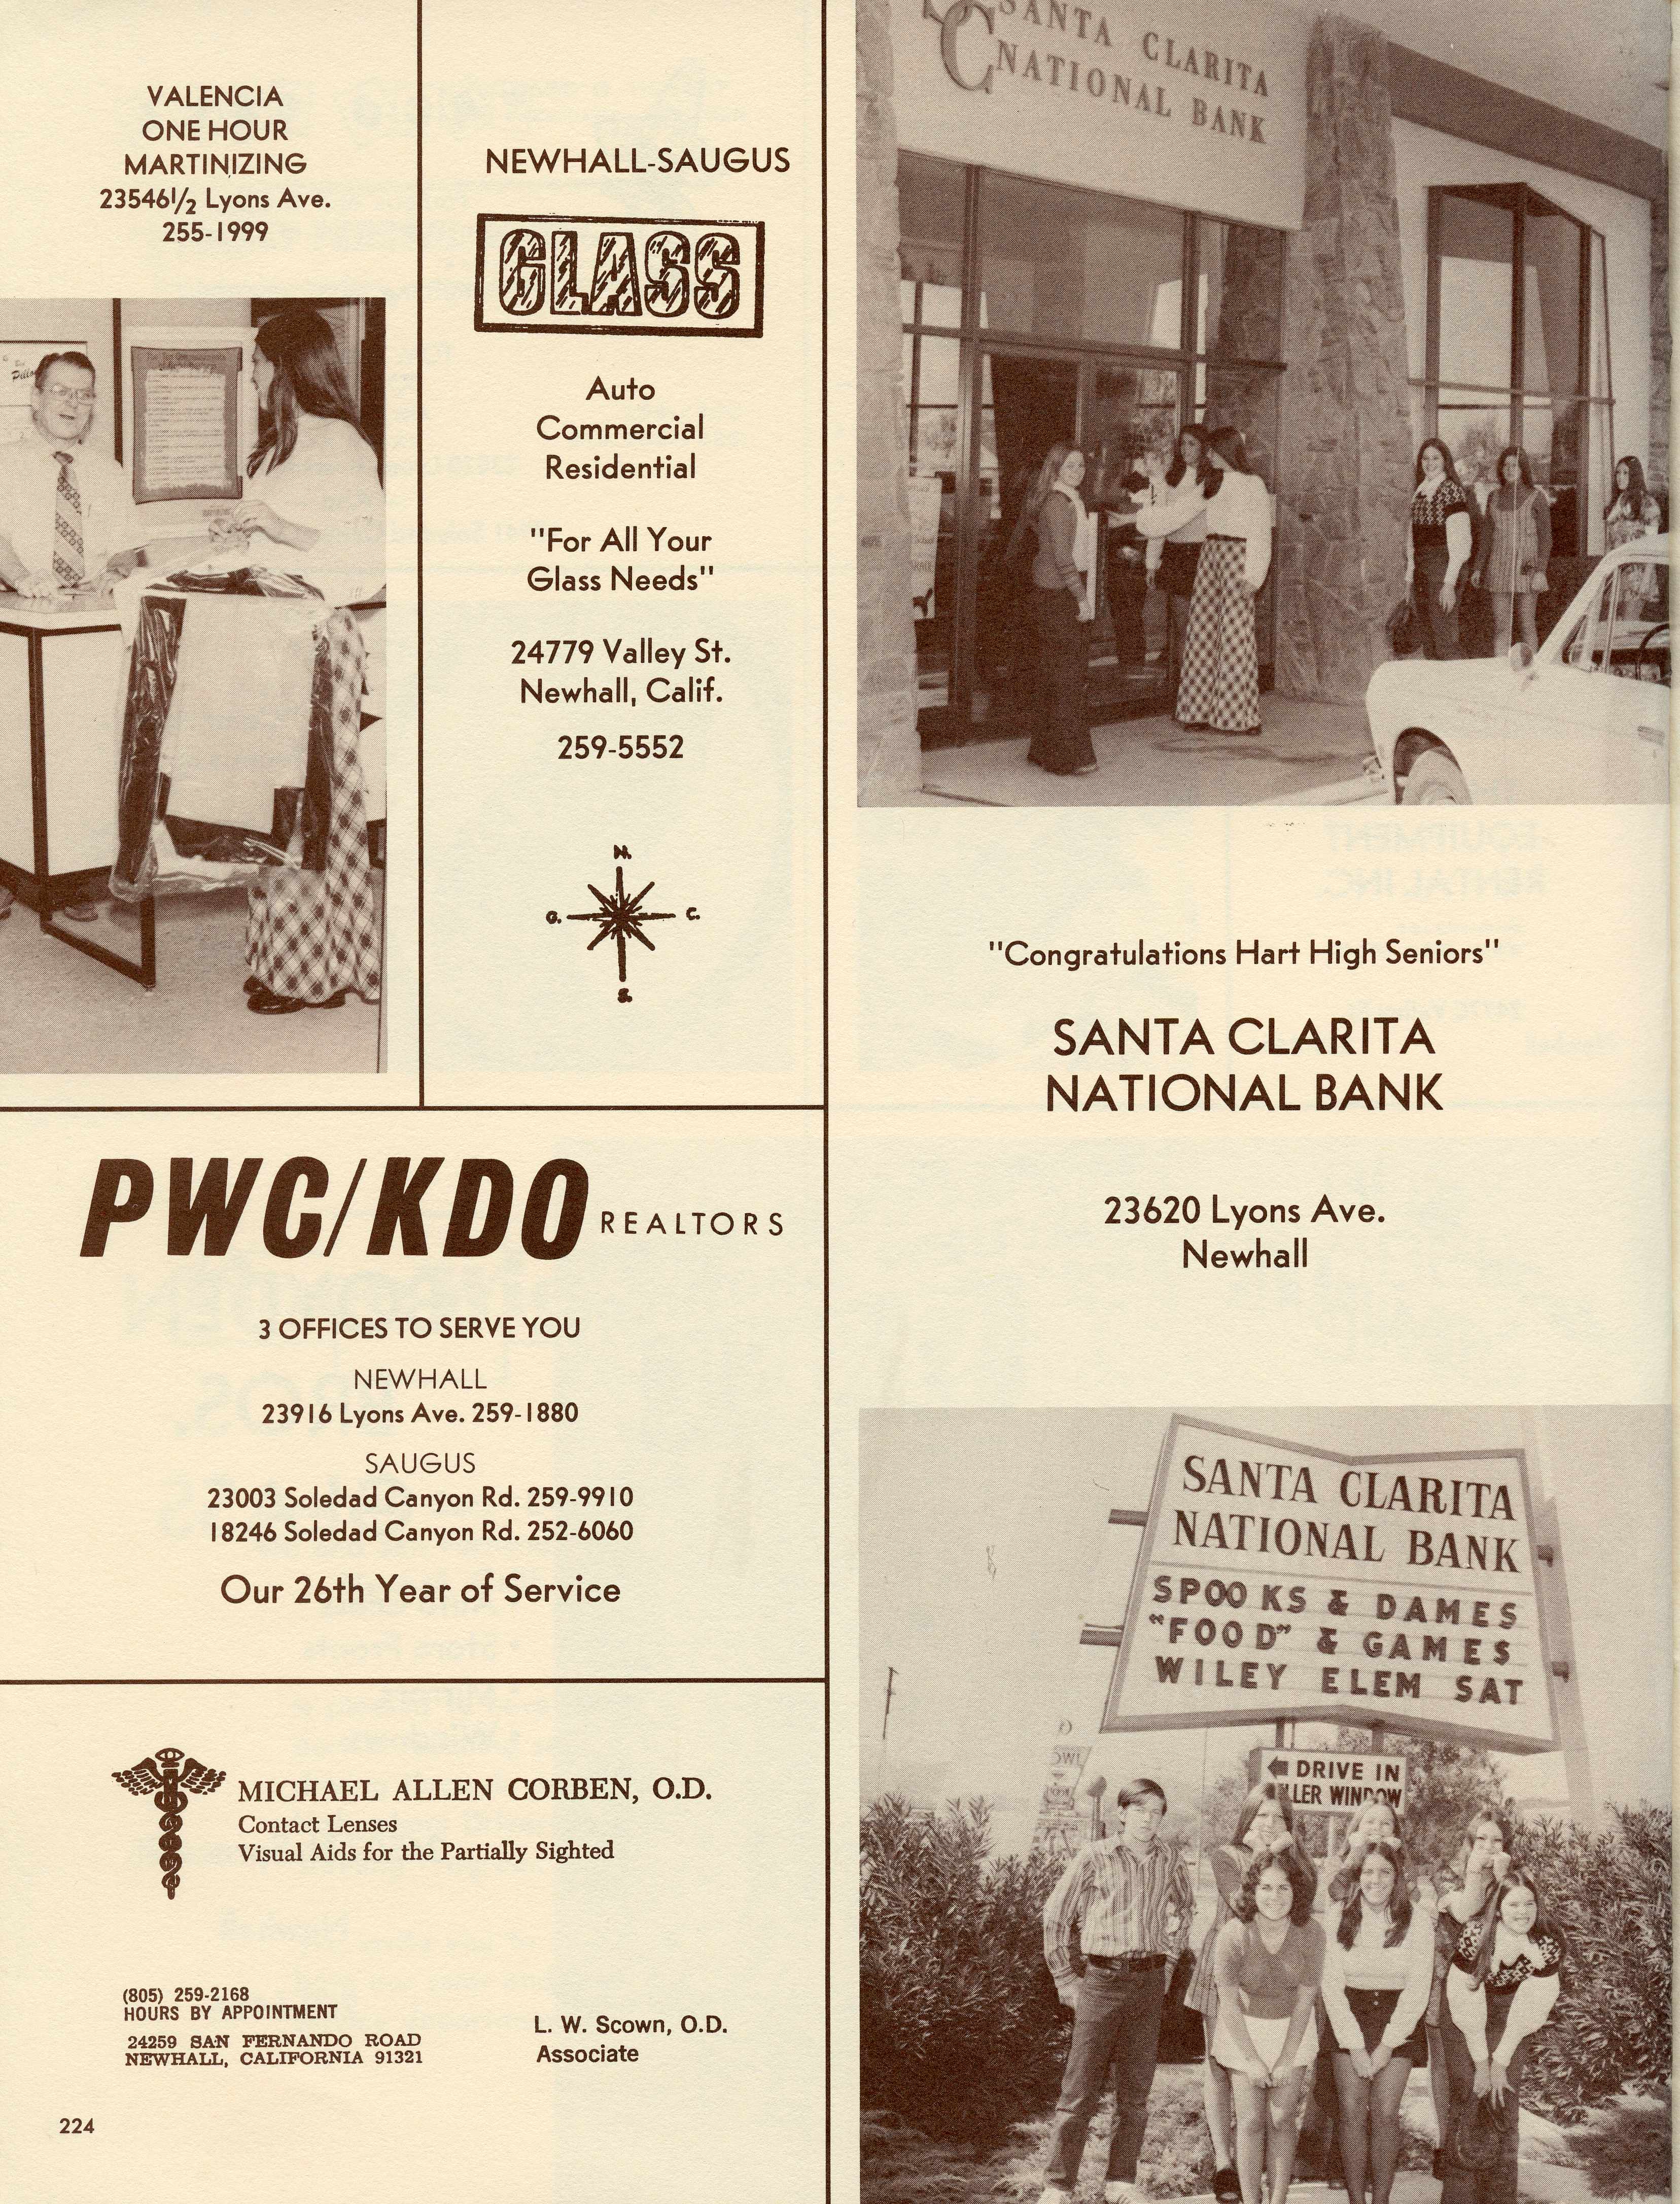 VALENCIA
ONE HOUR
MARTINIZING
23546 1/2 Lyons Ave.
255-1999
Pillow
NEWHALL-SAUGUS
GLASS
Auto
Commercial
Residential
"For All Your
Glass Needs"
24779 Valley St.
Newhall, Calif.
259-5552
N.
G. C.
S.
PWC/KDO REALTORS
3 OFFICES TO SERVE YOU
NEWHALL
23916 Lyons Ave. 259-1880
SAUGUS
23003 Soledad Canyon Rd. 259-9910
18246 Soledad Canyon Rd. 252-6060
Our 26th Year of Service
MICHAEL ALLEN CORBEN, O.D.
Contact Lenses
Visual Aids for the Partially Sighted
(805) 259-2168
HOURS BY APPOINTMENT
24259 SAN FERNANDO ROAD
NEWHALL, CALIFORNIA 91321
L. W. Scown, O.D.
Associate
224
SANTA CLARITA
NATIONAL BANK
"Congratulations Hart High Seniors"
SANTA CLARITA
NATIONAL BANK
23620 Lyons Ave.
Newhall
SANTA CLARITA
NATIONAL BANK
SPOOKS & DAMES
"FOOD" & GAMES
WILEY ELEM SAT
DRIVE IN
LLER WINDOW